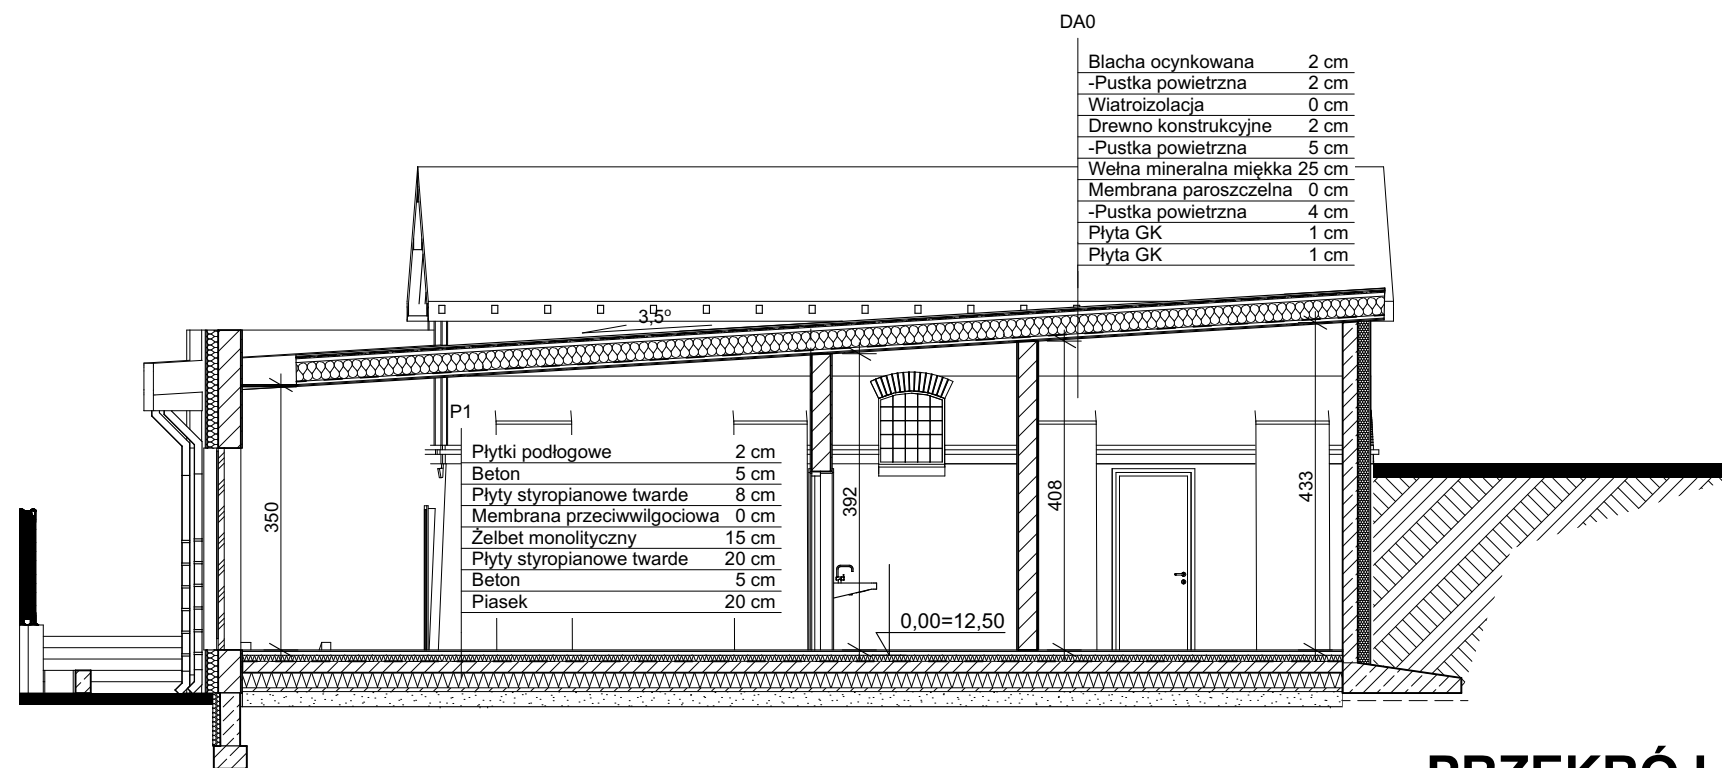 DA0
Blacha ocynkowana 2 cm
-Pustka powietrzna 2 cm
Wiatroizolacja 0 cm
Drewno konstrukcyjne 2 cm
-Pustka powietrzna 5 cm
Wełna mineralna miękka 25 cm
Membrana paroszczelna 0 cm
-Pustka powietrzna 4 cm
Płyta GK 1 cm
Płyta GK 1 cm
3,5°
P1
Płytki podłogowe 2 cm
Beton 5 cm
Płyty styropianowe twarde 8 cm
Membrana przeciwwilgociowa 0 cm
Żelbet monolityczny 15 cm
Płyty styropianowe twarde 20 cm
Beton 5 cm
Piasek 20 cm
350
392
408
433
0,00=12,50